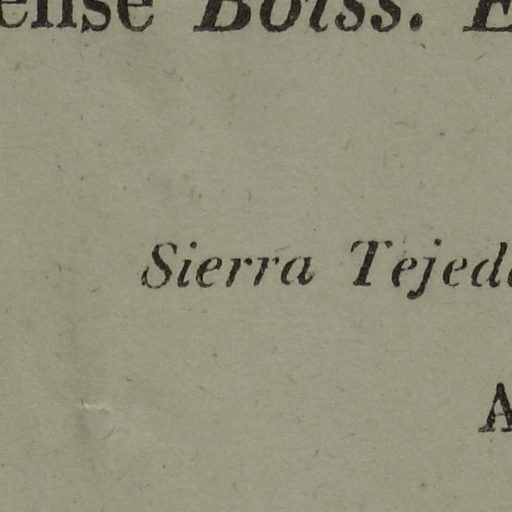 ense Boiss. E
Sierra Tejed
A